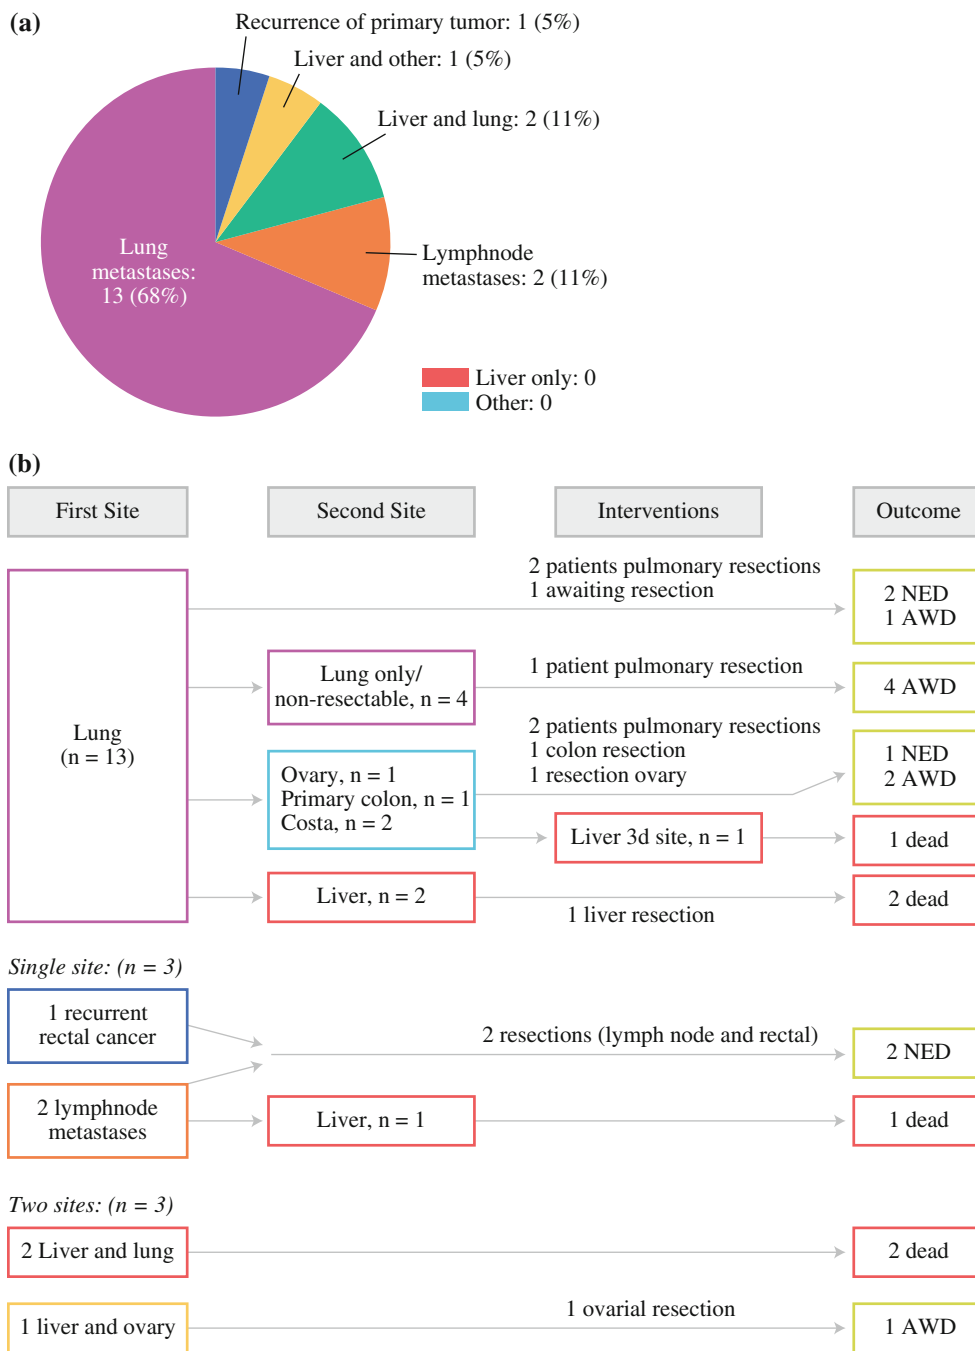 (a)
Recurrence of primary tumor: 1 (5%)
Liver and other: 1 (5%)
Liver and lung: 2 (11%)
Lymphnode
metastases: 2 (11%)
Lung
metastases:
13 (68%)
Liver only: 0
Other: 0
(b)
First Site
Second Site
Interventions
Outcome
Lung
(n = 13)
2 patients pulmonary resections
1 awaiting resection
2 NED
1 AWD
Lung only/
non-resectable, n = 4
1 patient pulmonary resection
4 AWD
Ovary, n = 1
Primary colon, n = 1
Costa, n = 2
2 patients pulmonary resections
1 colon resection
1 resection ovary
1 NED
2 AWD
Liver 3d site, n = 1
1 dead
Liver, n = 2
1 liver resection
2 dead
Single site: (n = 3)
1 recurrent
rectal cancer
2 resections (lymph node and rectal)
2 NED
2 lymphnode
metastases
Liver, n = 1
1 dead
Two sites: (n = 3)
2 Liver and lung
2 dead
1 liver and ovary
1 ovarial resection
1 AWD